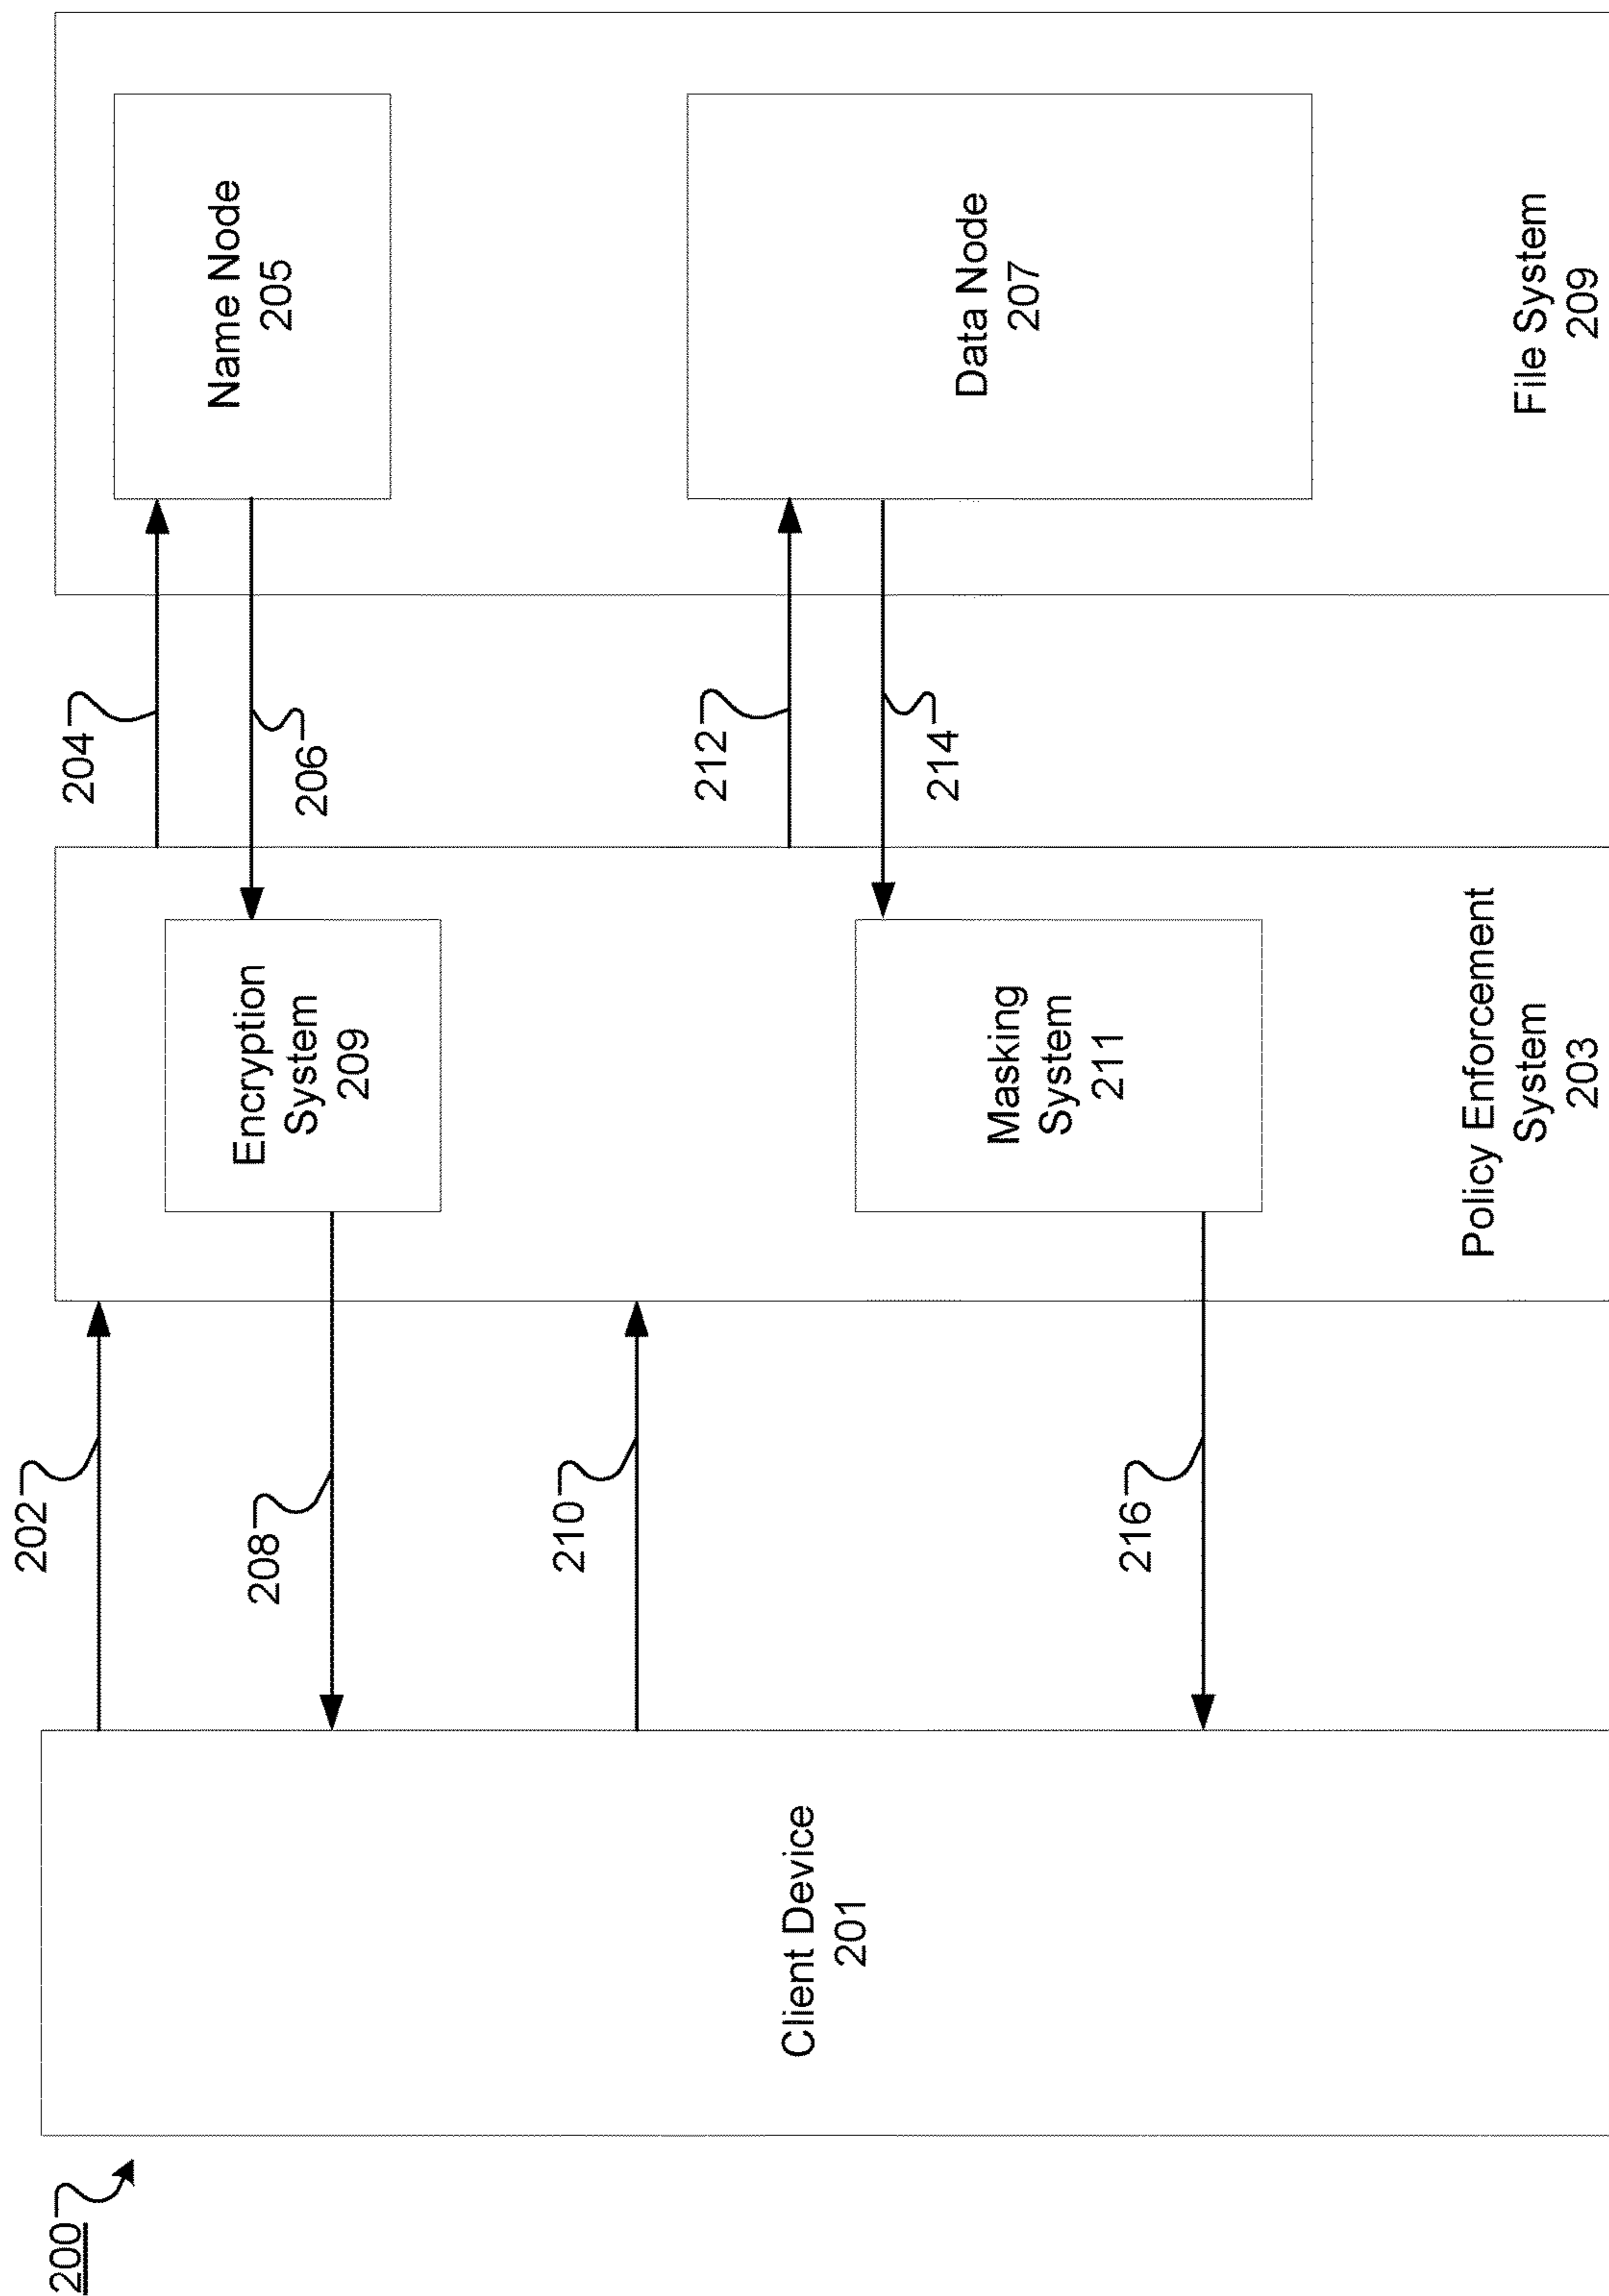 200
202
204
206
208
210
212
214
216
Client Device
201
Encryption
System
209
Masking
System
211
Policy Enforcement
System
203
Name Node
205
Data Node
207
File System
209